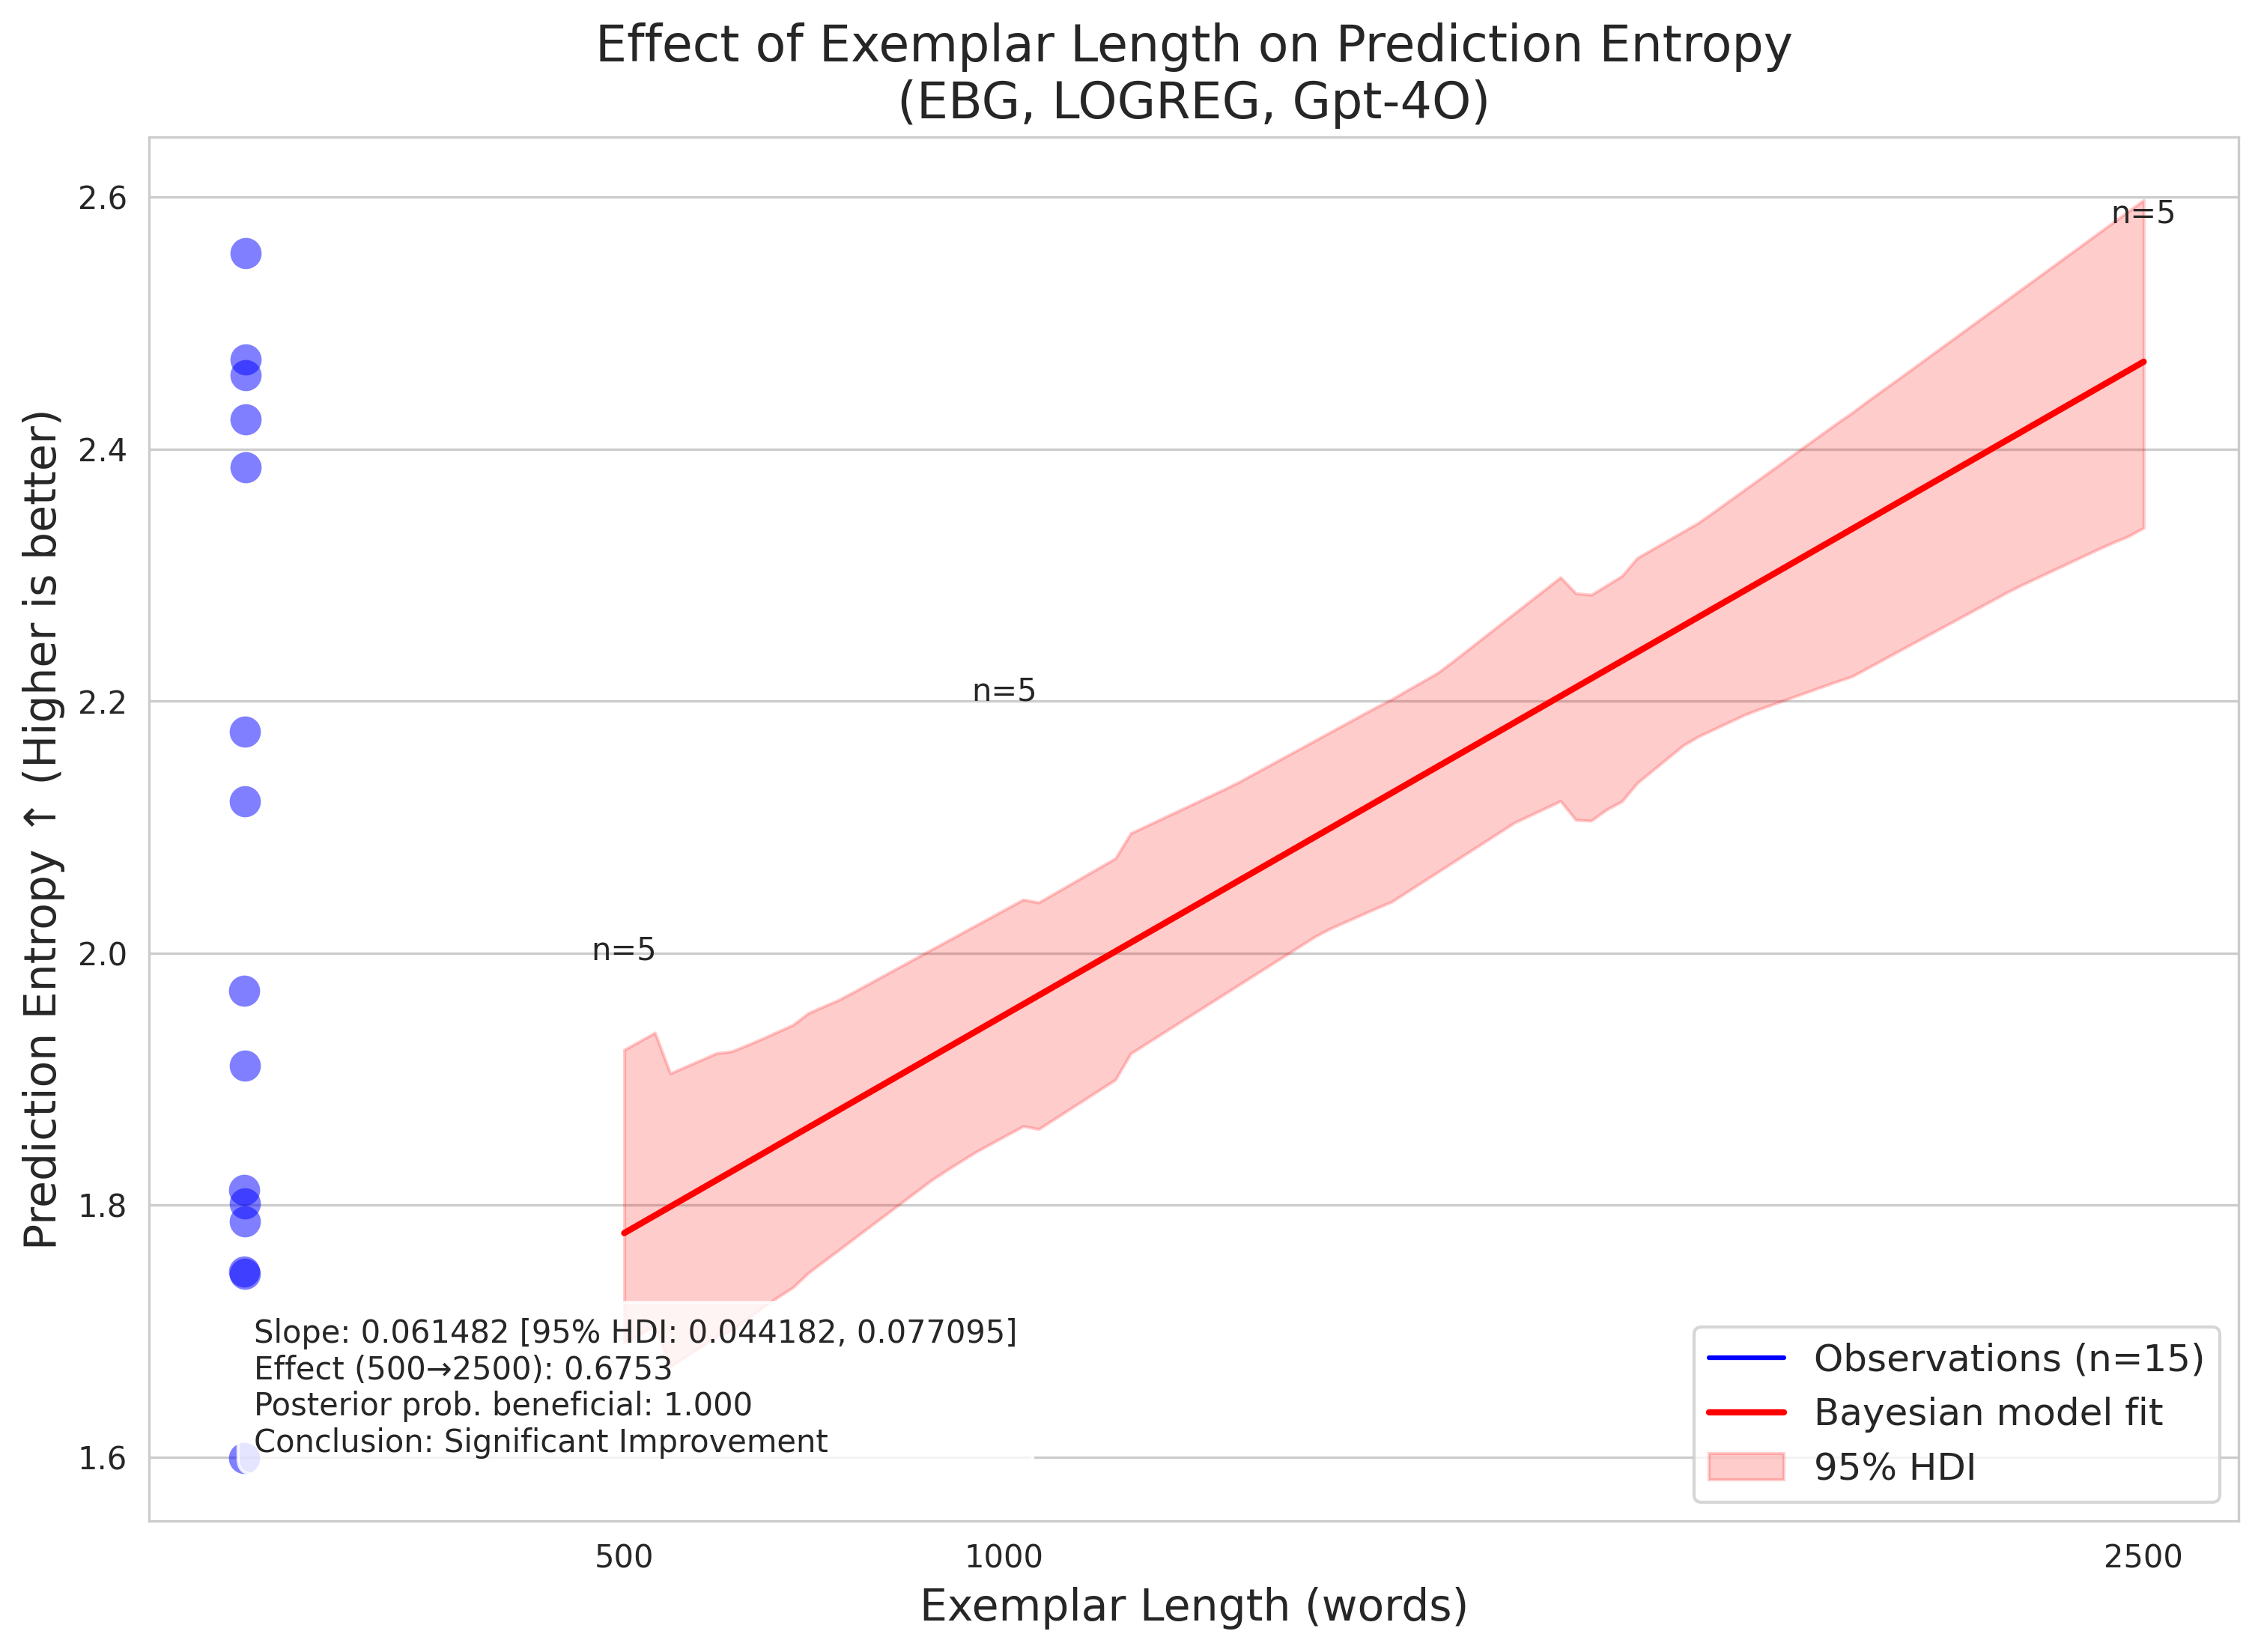 Effect of Exemplar Length on Prediction Entropy
(EBG, LOGREG, Gpt-4O)
Prediction Entropy ↑ (Higher is better)
2.6
2.4
2.2
2.0
1.8
1.6
n=5
n=5
n=5
Slope: 0.061482 [95% HDI: 0.044182, 0.077095]
Effect (500→2500): 0.6753
Posterior prob. beneficial: 1.000
Conclusion: Significant Improvement
Observations (n=15)
Bayesian model fit
95% HDI
500
1000
2500
Exemplar Length (words)